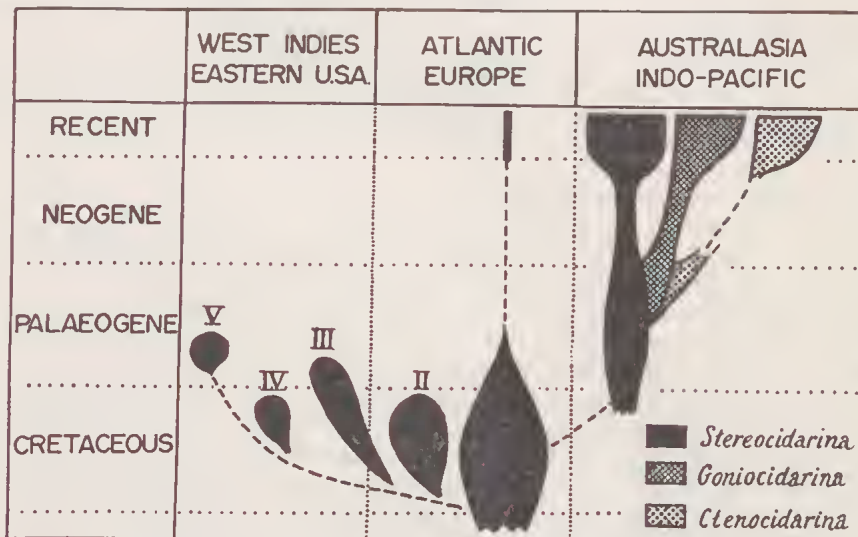 WEST INDIES
EASTERN U.S.A.
ATLANTIC
EUROPE
AUSTRALASIA
INDO-PACIFIC
RECENT
NEOGENE
PALAEOGENE
V
III
IV
II
CRETACEOUS
Stereocidarina
Goniocidarina
Ctenocidarina